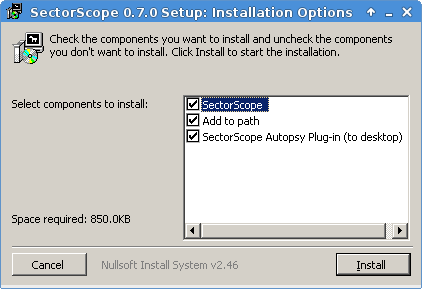 SectorScope 0.7.0 Setup: Installation Options
Check the components you want to install and uncheck the components
you don't want to install. Click Install to start the installation.
Select components to install:
SectorScope
Add to path
SectorScope Autopsy Plug-in (to desktop)
Space required: 850.0KB
Cancel
Nullsoft Install System v2.46
Install